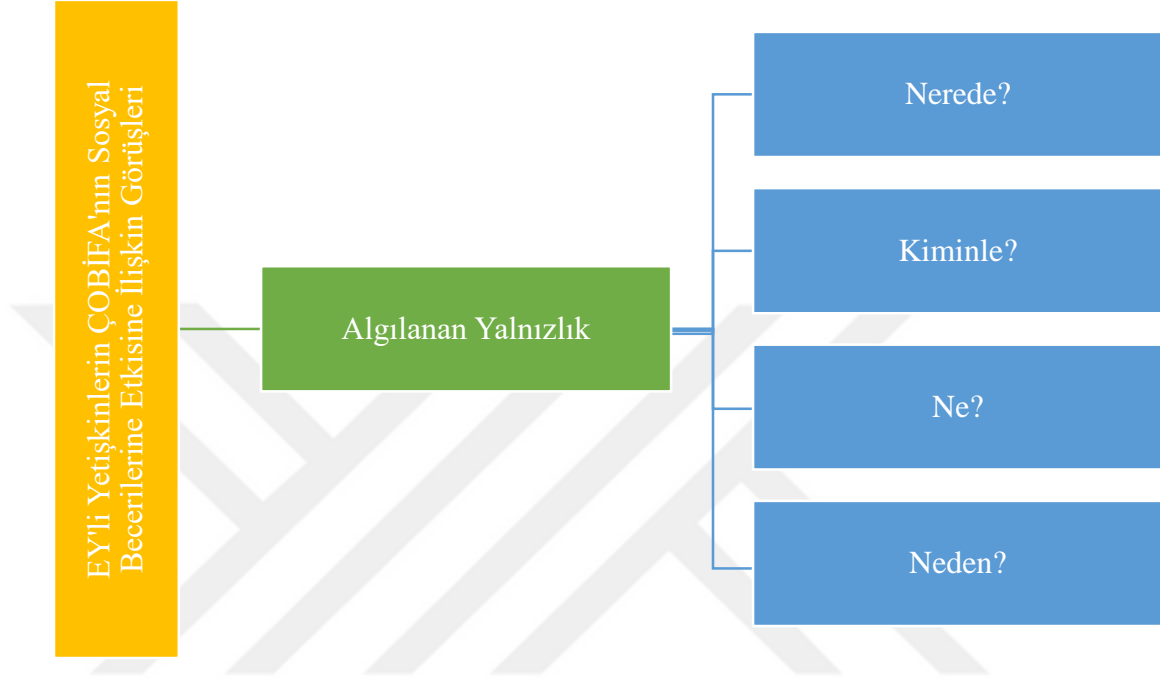 EY'li Yetişkinlerin ÇOBİFA'nın Sosyal
Becerilerine Etkisine İlişkin Görüşleri
Algılanan Yalnızlık
Nerede?
Kiminle?
Ne?
Neden?